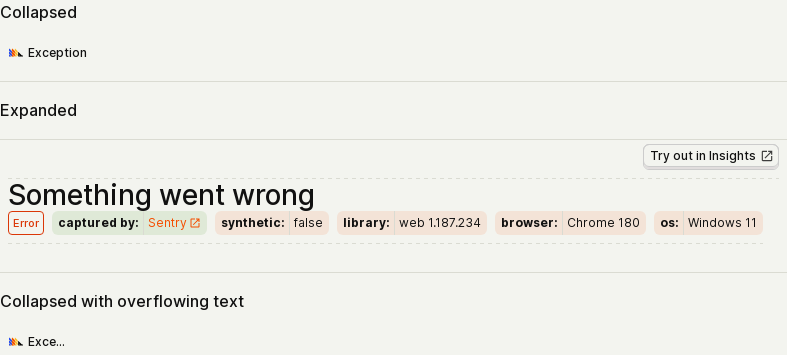 Collapsed
Exception
Expanded
Try out in Insights
Something went wrong
Error captured by: Sentry synthetic: false library: web 1.187.234 browser: Chrome 180 os: Windows 11
Collapsed with overflowing text
Exce...